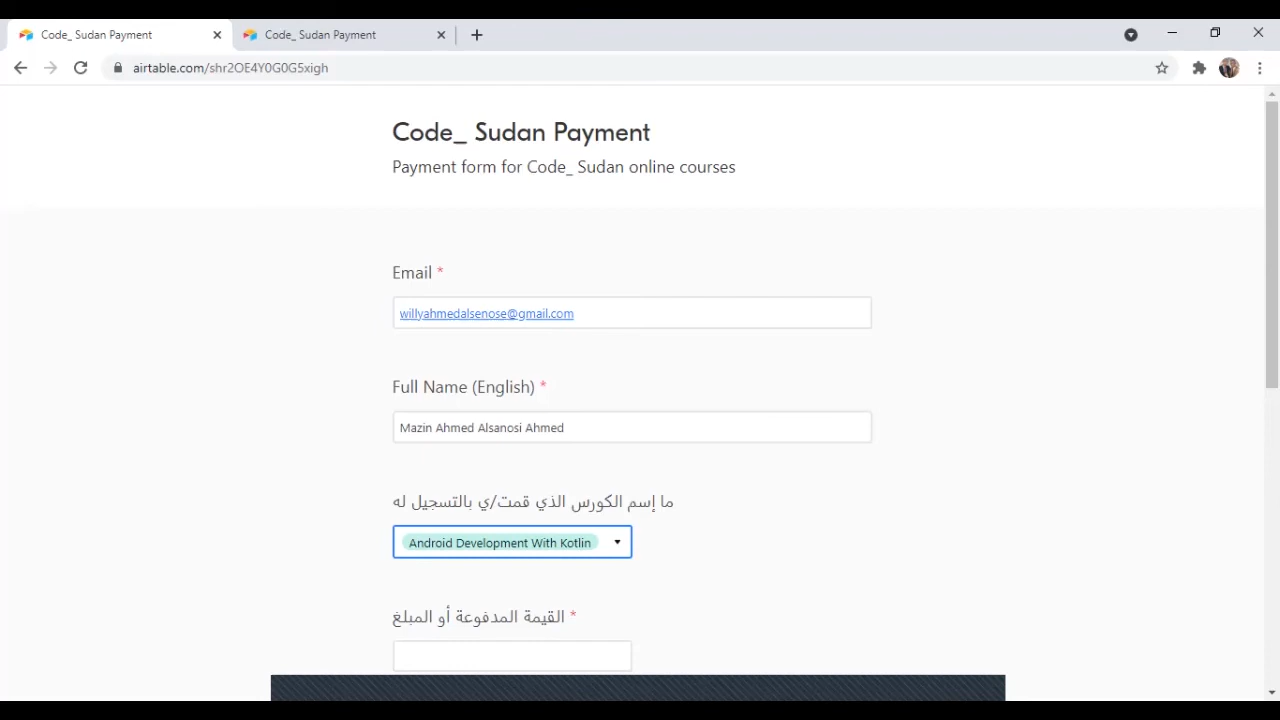 Code_ Sudan Payment
Code_ Sudan Payment
airtable.com/shr2OE4Y0G0G5xigh
Code_ Sudan Payment
Payment form for Code_ Sudan online courses
Email *
willyahmedalsenose@gmail.com
Full Name (English) *
Mazin Ahmed Alsanosi Ahmed
ما إسم الكورس الذي قمت/ي بالتسجيل له
Android Development With Kotlin
القيمة المدفوعة أو المبلغ *